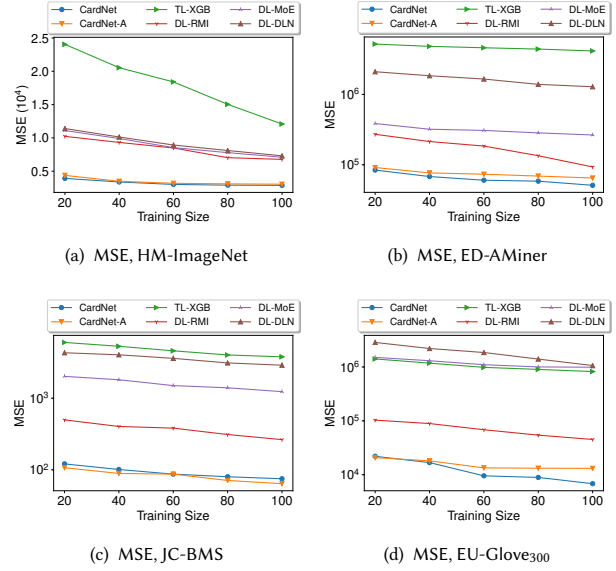 CardNet TL-XGB DL-MoE
CardNet-A DL-RMI DL-DLN
2.5
2.0
1.5
1.0
0.5
MSE (10⁴)
20 40 60 80 100
Training Size
(a) MSE, HM-ImageNet
CardNet TL-XGB DL-MoE
CardNet-A DL-RMI DL-DLN
10⁶
10⁵
MSE
20 40 60 80 100
Training Size
(b) MSE, ED-AMiner
CardNet TL-XGB DL-MoE
CardNet-A DL-RMI DL-DLN
10³
10²
MSE
20 40 60 80 100
Training Size
(c) MSE, JC-BMS
CardNet TL-XGB DL-MoE
CardNet-A DL-RMI DL-DLN
10⁶
10⁵
10⁴
MSE
20 40 60 80 100
Training Size
(d) MSE, EU-Glove₃₀₀